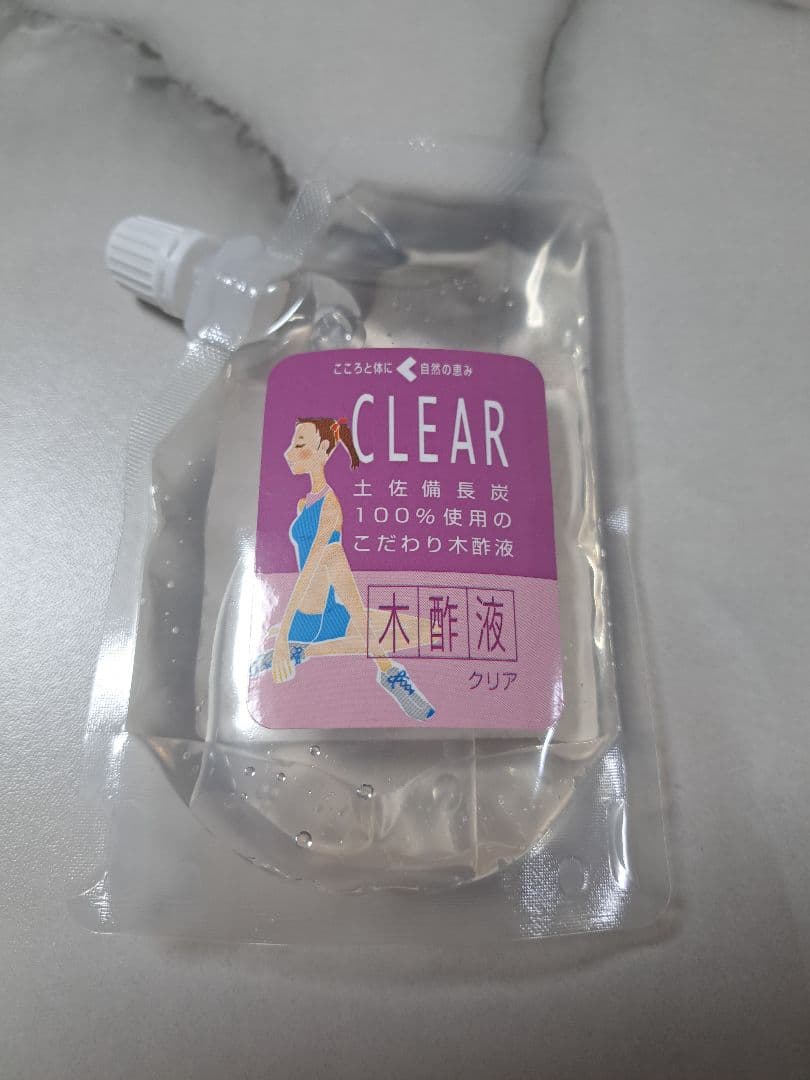 こころと体に 自然の恵み
CLEAR
土佐備長炭
100%使用の
こだわり木酢液
木酢液
クリア